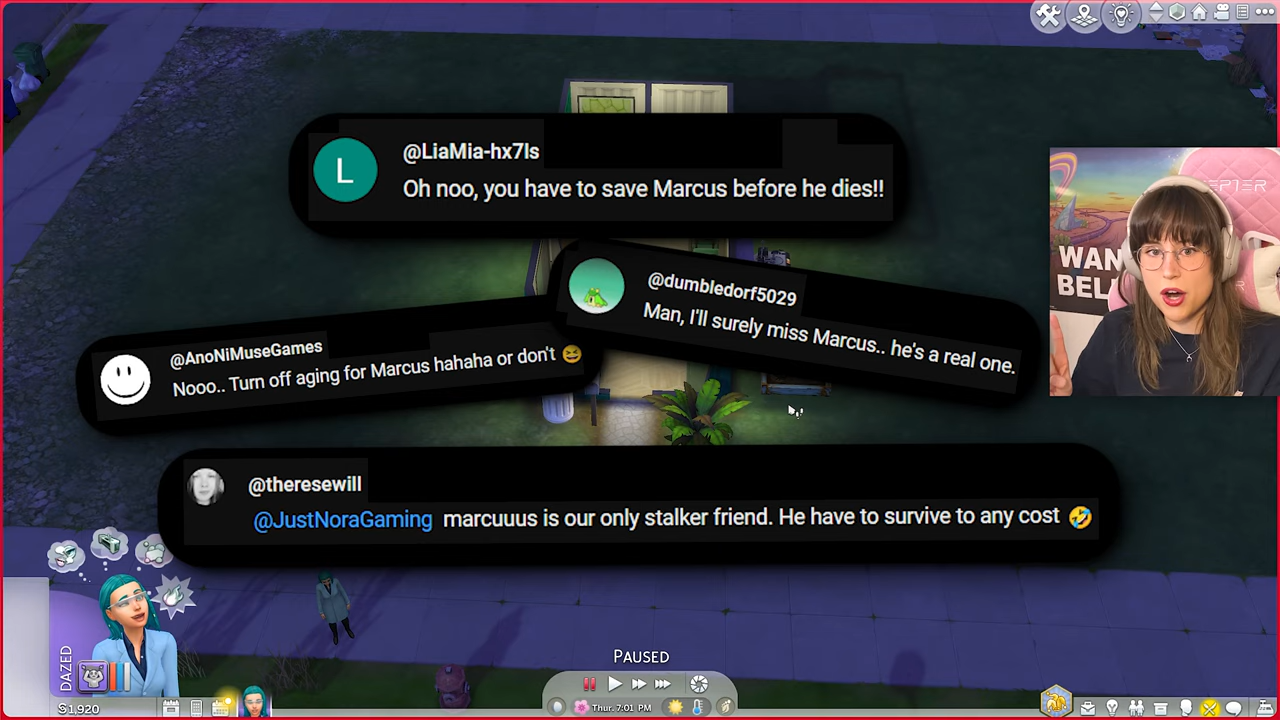 @LiaMia-hx7ls
L
Oh noo, you have to save Marcus before he dies!!
EPTER
WAN
BEL
@dumbledorf5029
Man, I'll surely miss Marcus.. he's a real one.
@AnoNiMuseGames
Nooo.. Turn off aging for Marcus hahaha or don't 😆
@theresewill
@JustNoraGaming marcuuus is our only stalker friend. He have to survive to any cost 🤣
DAZED
PAUSED
§1,920
Thur. 7:01 PM